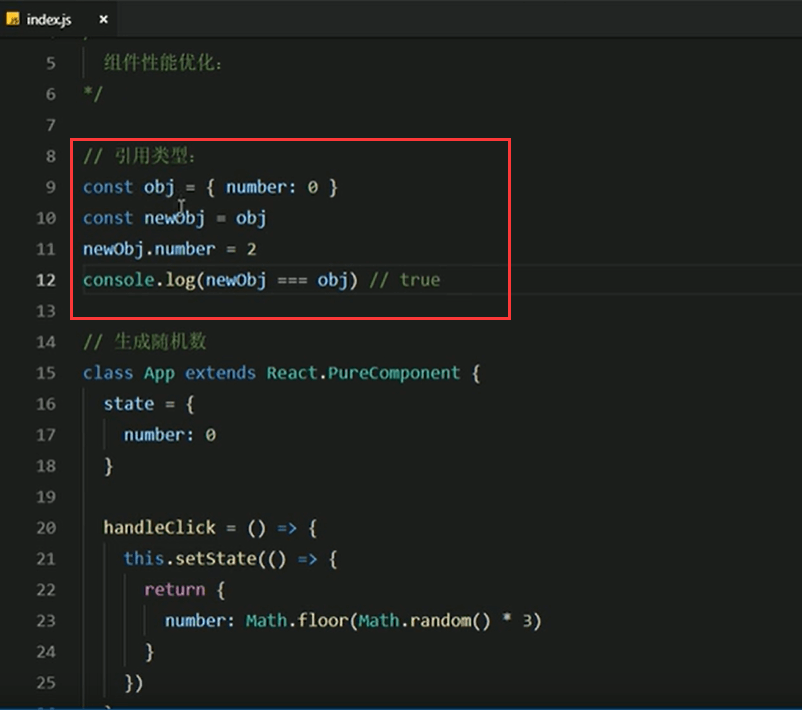 JS index.js ×
5 组件性能优化:
6 */
7
8 // 引用类型:
9 const obj = { number: 0 }
10 const newObj = obj
11 newObj.number = 2
12 console.log(newObj === obj) // true
13
14 // 生成随机数
15 class App extends React.PureComponent {
16 state = {
17 number: 0
18 }
19
20 handleClick = () => {
21 this.setState(() => {
22 return {
23 number: Math.floor(Math.random() * 3)
24 }
25 })